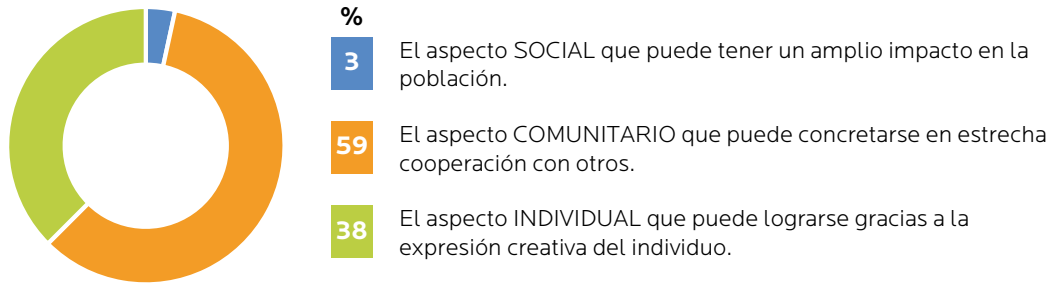 %
3
El aspecto SOCIAL que puede tener un amplio impacto en la
población.
59
El aspecto COMUNITARIO que puede concretarse en estrecha
cooperación con otros.
38
El aspecto INDIVIDUAL que puede lograrse gracias a la
expresión creativa del individuo.